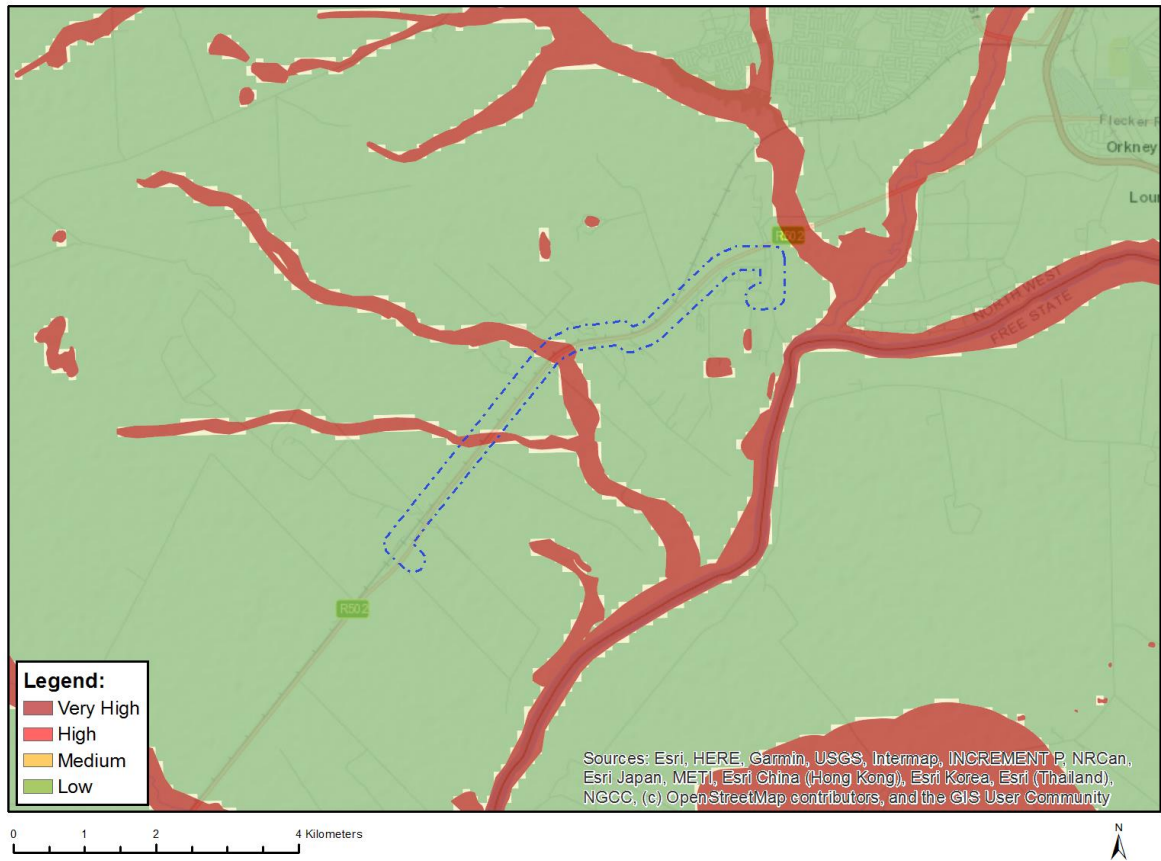 Flecker P
Orkney
Lour
R502
NORTH WEST
FREE STATE
R502
Legend:
Very High
High
Medium
Low
Sources: Esri, HERE, Garmin, USGS, Intermap, INCREMENT P, NRCan,
Esri Japan, METI, Esri China (Hong Kong), Esri Korea, Esri (Thailand),
NGCC, (c) OpenStreetMap contributors, and the GIS User Community
0 1 2 4 Kilometers
N